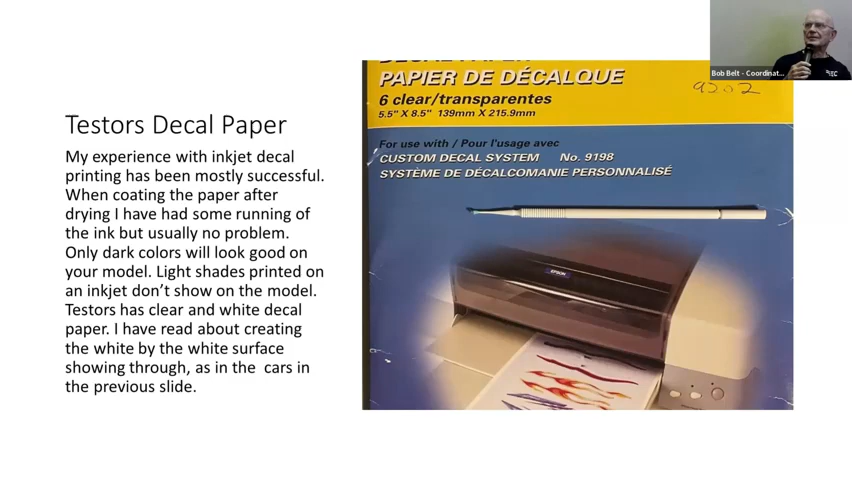 Testors Decal Paper
My experience with inkjet decal
printing has been mostly successful.
When coating the paper after
drying I have had some running of
the ink but usually no problem.
Only dark colors will look good on
your model. Light shades printed on
an inkjet don't show on the model.
Testors has clear and white decal
paper. I have read about creating
the white by the white surface
showing through, as in the cars in
the previous slide.
DECAL PAPER
PAPIER DE DÉCALQUE
6 clear/transparentes
5.5" X 8.5" 139mm X 215.9mm
9202
For use with / Pour l'usage avec
CUSTOM DECAL SYSTEM No. 9198
SYSTÈME DE DÉCALCOMANIE PERSONNALISÉ
EPSON
Bob Belt - Coordinat...